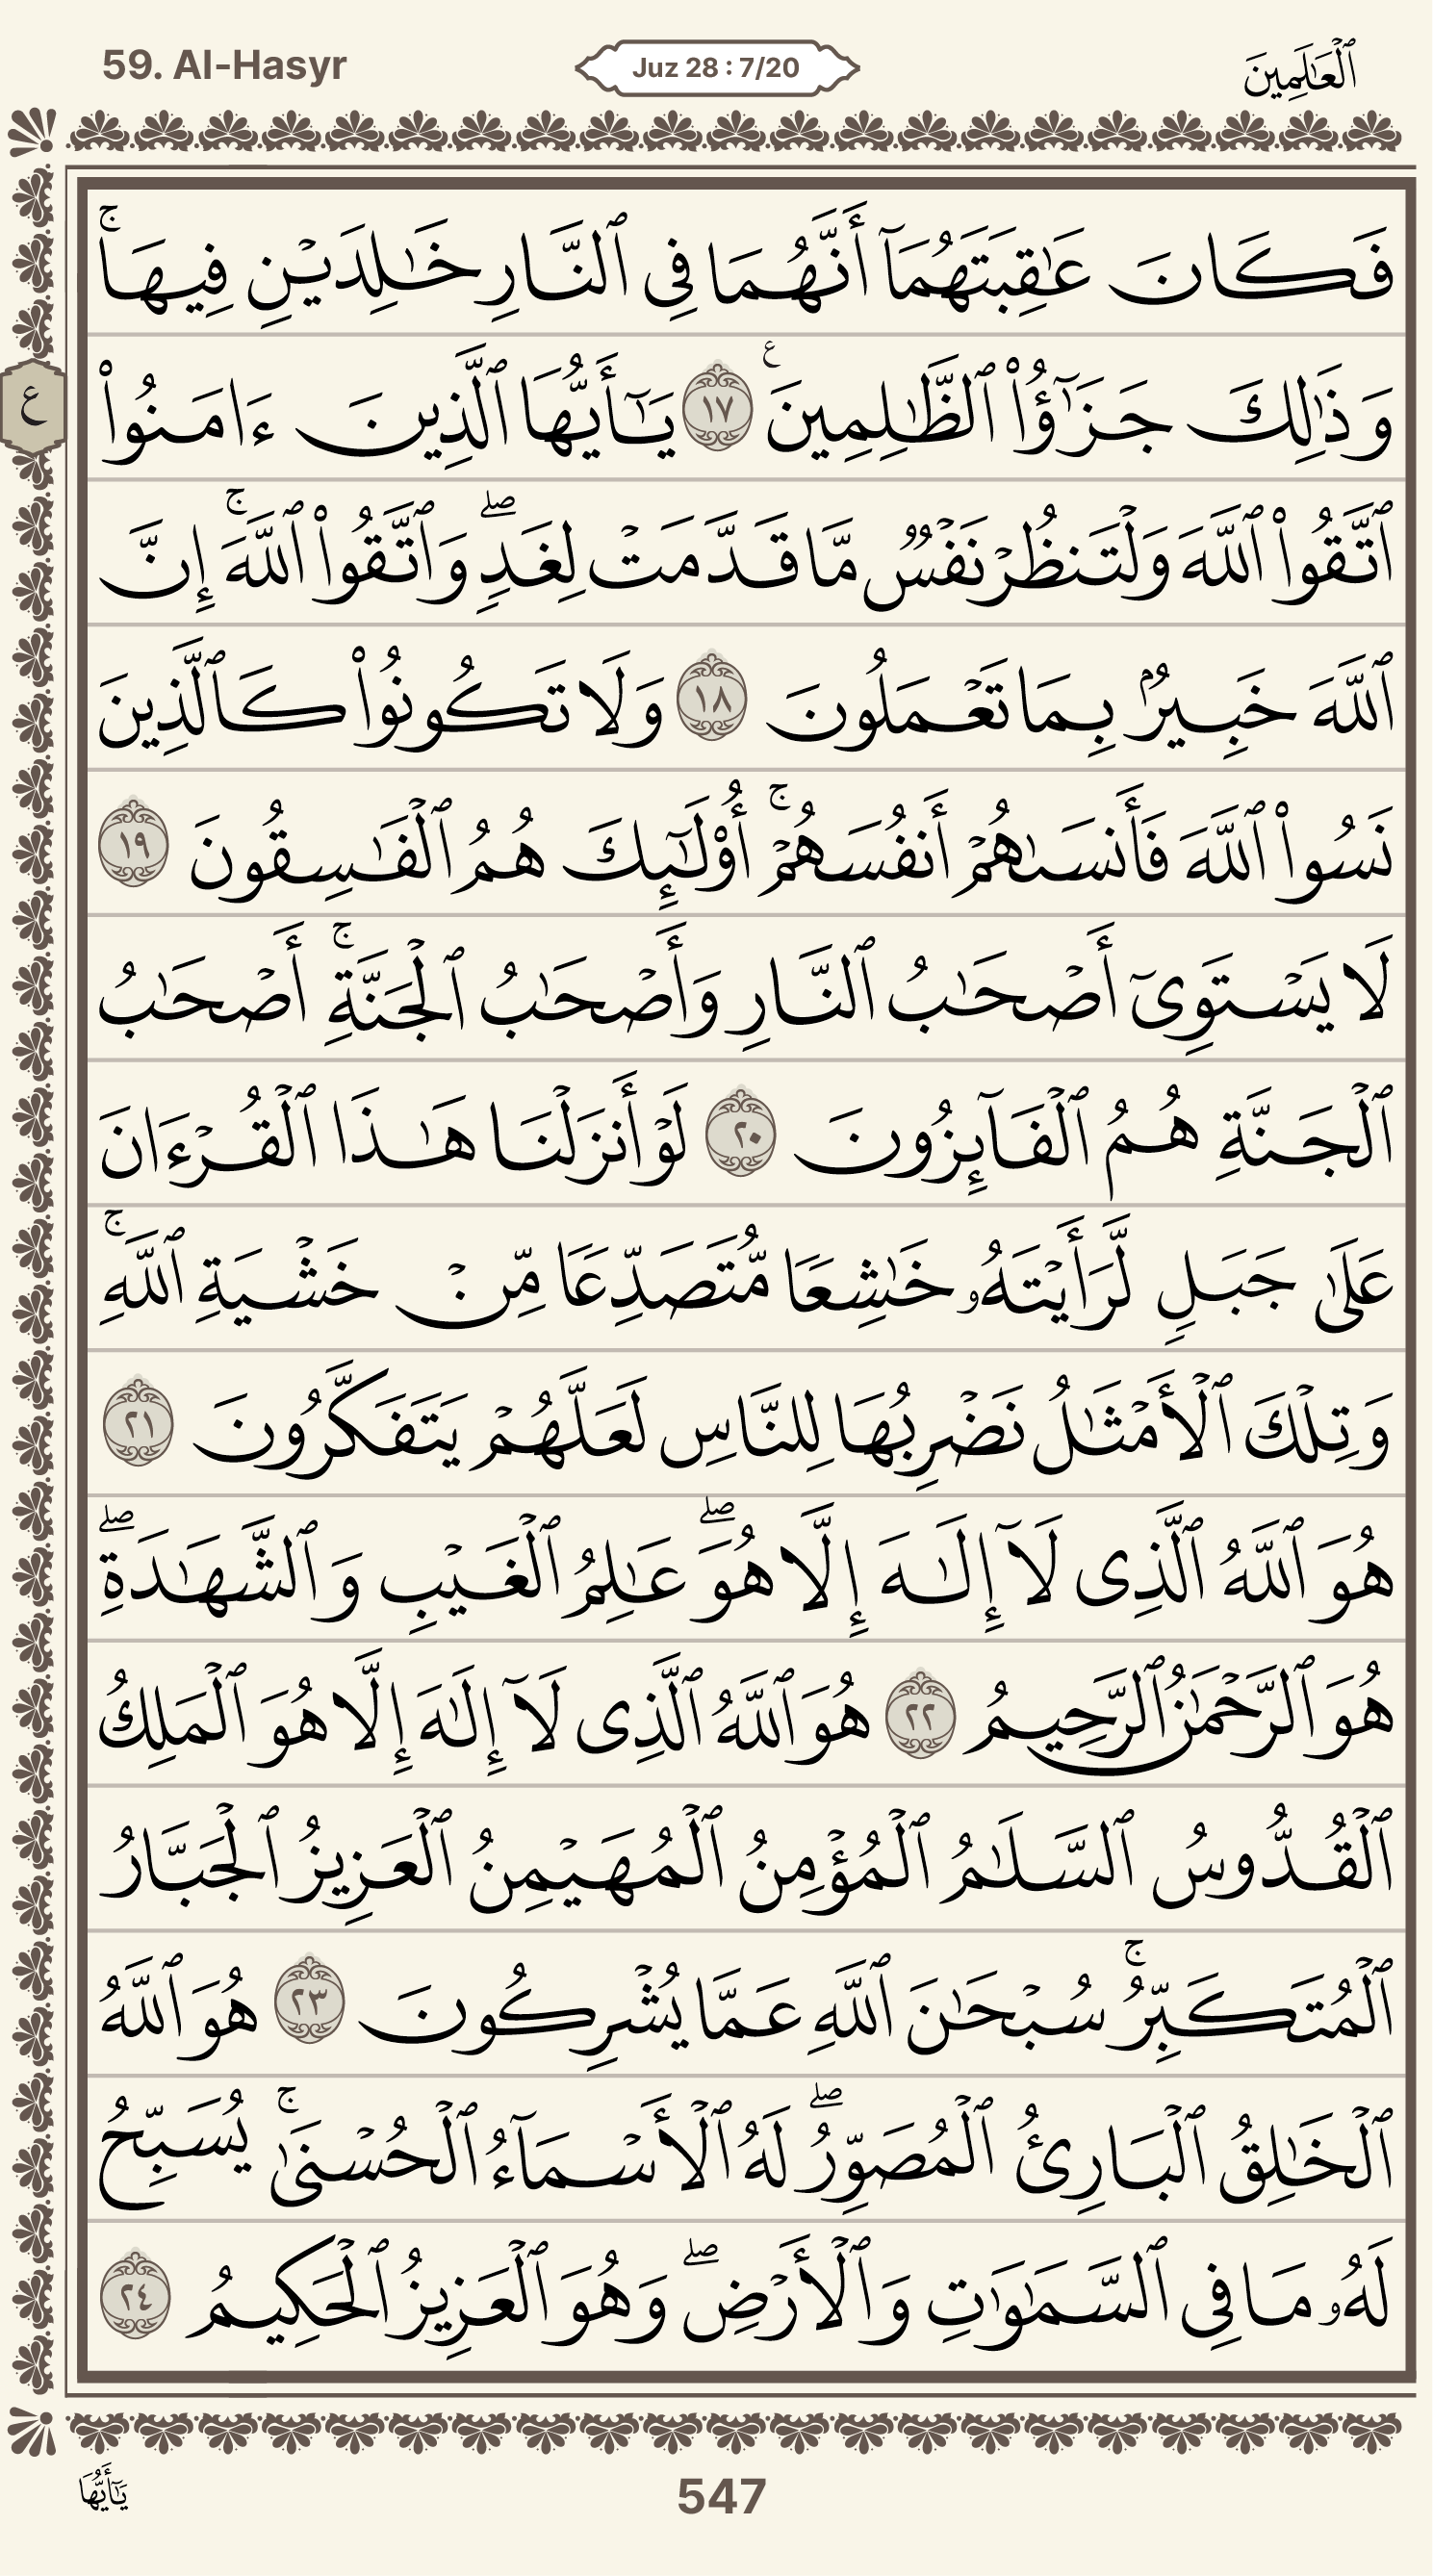 59. Al-Hasyr
Juz 28 : 7/20
ٱلْعَـٰلَمِينَ
فَكَانَ عَـٰقِبَتَهُمَآ أَنَّهُمَا فِى ٱلنَّارِ خَـٰلِدَيْنِ فِيهَا ۚ
وَذَٰلِكَ جَزَٰٓؤُا۟ ٱلظَّـٰلِمِينَ ع ١٧ يَـٰٓأَيُّهَا ٱلَّذِينَ ءَامَنُوا۟
ع
ٱتَّقُوا۟ ٱللَّهَ وَلْتَنظُرْ نَفْسٌ مَّا قَدَّمَتْ لِغَدٍ ۖ وَٱتَّقُوا۟ ٱللَّهَ ۚ إِنَّ
ٱللَّهَ خَبِيرٌۢ بِمَا تَعْمَلُونَ ١٨ وَلَا تَكُونُوا۟ كَٱلَّذِينَ
نَسُوا۟ ٱللَّهَ فَأَنسَىٰهُمْ أَنفُسَهُمْ ۚ أُو۟لَـٰٓئِكَ هُمُ ٱلْفَـٰسِقُونَ ١٩
لَا يَسْتَوِىٓ أَصْحَـٰبُ ٱلنَّارِ وَأَصْحَـٰبُ ٱلْجَنَّةِ ۚ أَصْحَـٰبُ
ٱلْجَنَّةِ هُمُ ٱلْفَآئِزُونَ ٢٠ لَوْ أَنزَلْنَا هَـٰذَا ٱلْقُرْءَانَ
عَلَىٰ جَبَلٍ لَّرَأَيْتَهُۥ خَـٰشِعًا مُّتَصَدِّعًا مِّنْ خَشْيَةِ ٱللَّهِ ۚ
وَتِلْكَ ٱلْأَمْثَـٰلُ نَضْرِبُهَا لِلنَّاسِ لَعَلَّهُمْ يَتَفَكَّرُونَ ٢١
هُوَ ٱللَّهُ ٱلَّذِى لَآ إِلَـٰهَ إِلَّا هُوَ ۖ عَـٰلِمُ ٱلْغَيْبِ وَٱلشَّهَـٰدَةِ ۖ
هُوَ ٱلرَّحْمَـٰنُ ٱلرَّحِيمُ ٢٢ هُوَ ٱللَّهُ ٱلَّذِى لَآ إِلَـٰهَ إِلَّا هُوَ ٱلْمَلِكُ
ٱلْقُدُّوسُ ٱلسَّلَـٰمُ ٱلْمُؤْمِنُ ٱلْمُهَيْمِنُ ٱلْعَزِيزُ ٱلْجَبَّارُ
ٱلْمُتَكَبِّرُ ۚ سُبْحَـٰنَ ٱللَّهِ عَمَّا يُشْرِكُونَ ٢٣ هُوَ ٱللَّهُ
ٱلْخَـٰلِقُ ٱلْبَارِئُ ٱلْمُصَوِّرُ ۖ لَهُ ٱلْأَسْمَآءُ ٱلْحُسْنَىٰ ۚ يُسَبِّحُ
لَهُۥ مَا فِى ٱلسَّمَـٰوَٰتِ وَٱلْأَرْضِ ۖ وَهُوَ ٱلْعَزِيزُ ٱلْحَكِيمُ ٢٤
يَـٰٓأَيُّهَا
547